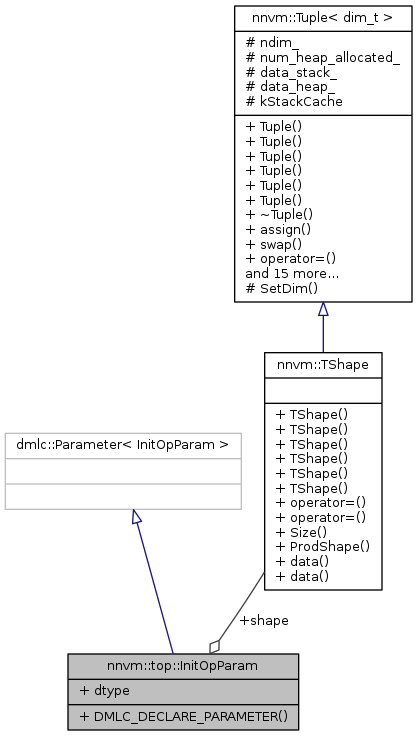 nnvm::Tuple< dim_t >
# ndim_
# num_heap_allocated_
# data_stack_
# data_heap_
# kStackCache
+ Tuple()
+ Tuple()
+ Tuple()
+ Tuple()
+ Tuple()
+ Tuple()
+ ~Tuple()
+ assign()
+ swap()
+ operator=()
and 15 more...
# SetDim()
nnvm::TShape
+ TShape()
+ TShape()
+ TShape()
+ TShape()
+ TShape()
+ TShape()
+ operator=()
+ operator=()
+ Size()
+ ProdShape()
+ data()
+ data()
dmlc::Parameter< InitOpParam >
+shape
nnvm::top::InitOpParam
+ dtype
+ DMLC_DECLARE_PARAMETER()